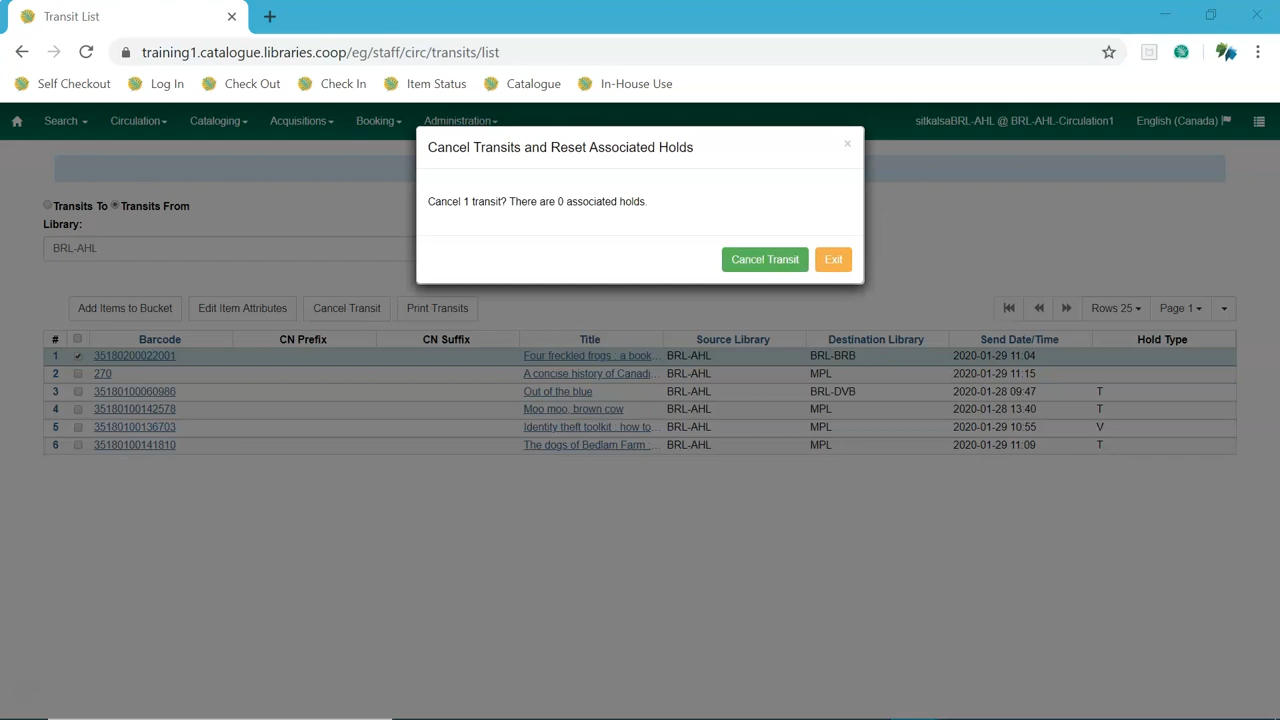 Transit List
training1.catalogue.libraries.coop/eg/staff/circ/transits/list
Self Checkout Log In Check Out Check In Item Status Catalogue In-House Use
Search Circulation Cataloging Acquisitions Booking Administration sitkalsaBRL-AHL @ BRL-AHL-Circulation1 English (Canada)
Cancel Transits and Reset Associated Holds ×
Cancel 1 transit? There are 0 associated holds.
Cancel Transit Exit
Transits To Transits From
Library:
BRL-AHL
Add Items to Bucket Edit Item Attributes Cancel Transit Print Transits Rows 25 Page 1
# Barcode CN Prefix CN Suffix Title Source Library Destination Library Send Date/Time Hold Type
1 35180200022001 Four freckled frogs : a book... BRL-AHL BRL-BRB 2020-01-29 11:04
2 270 A concise history of Canadi... BRL-AHL MPL 2020-01-29 11:15
3 35180100060986 Out of the blue BRL-AHL BRL-DVB 2020-01-28 09:47 T
4 35180100142578 Moo moo, brown cow BRL-AHL MPL 2020-01-28 13:40 T
5 35180100136703 Identity theft toolkit : how to... BRL-AHL MPL 2020-01-29 10:55 V
6 35180100141810 The dogs of Bedlam Farm :... BRL-AHL MPL 2020-01-29 11:09 T